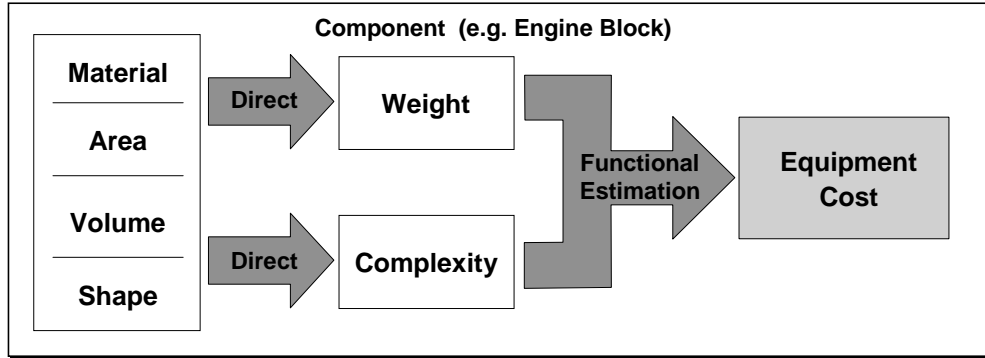 Component (e.g. Engine Block)
Material
Area
Volume
Shape
Direct
Weight
Direct
Complexity
Functional
Estimation
Equipment
Cost